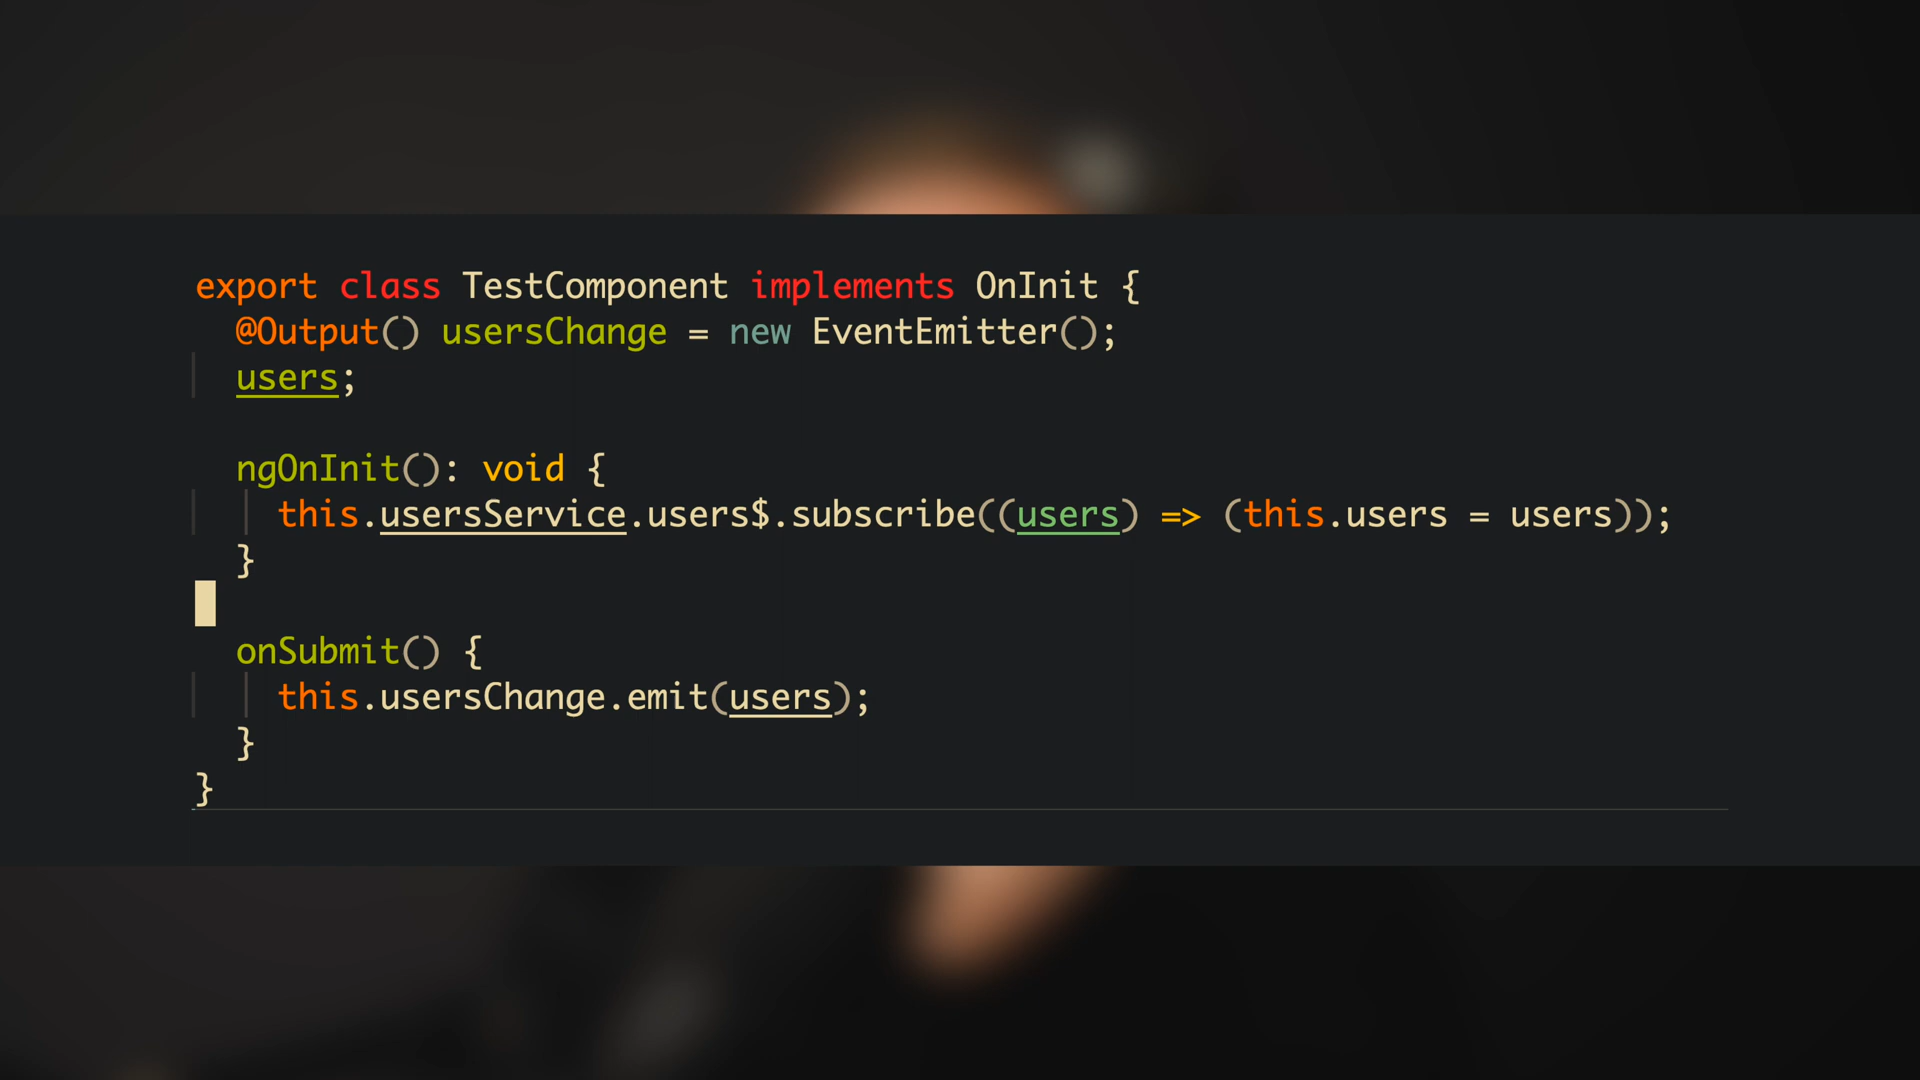 export class TestComponent implements OnInit {
@Output() usersChange = new EventEmitter();
users;
ngOnInit(): void {
this.usersService.users$.subscribe((users) => (this.users = users));
}
onSubmit() {
this.usersChange.emit(users);
}
}